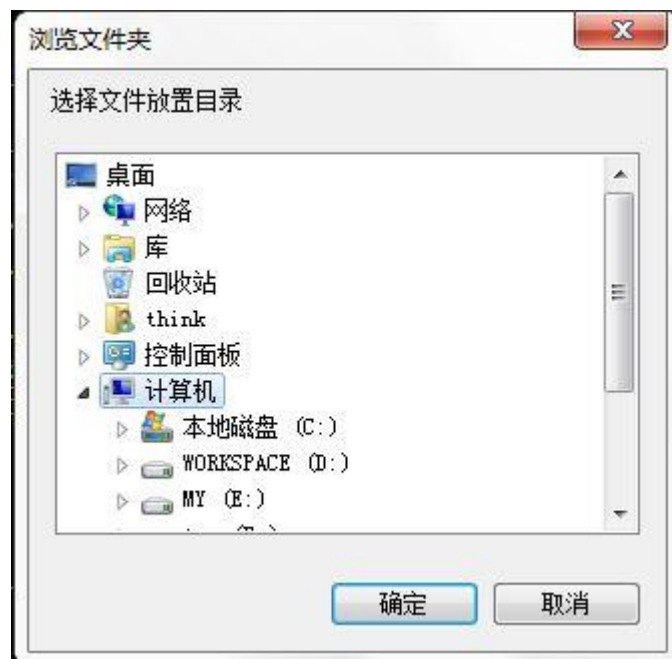 浏览文件夹
选择文件放置目录
桌面
网络
库
回收站
think
控制面板
计算机
本地磁盘 (C:)
WORKSPACE (D:)
MY (E:)
确定
取消